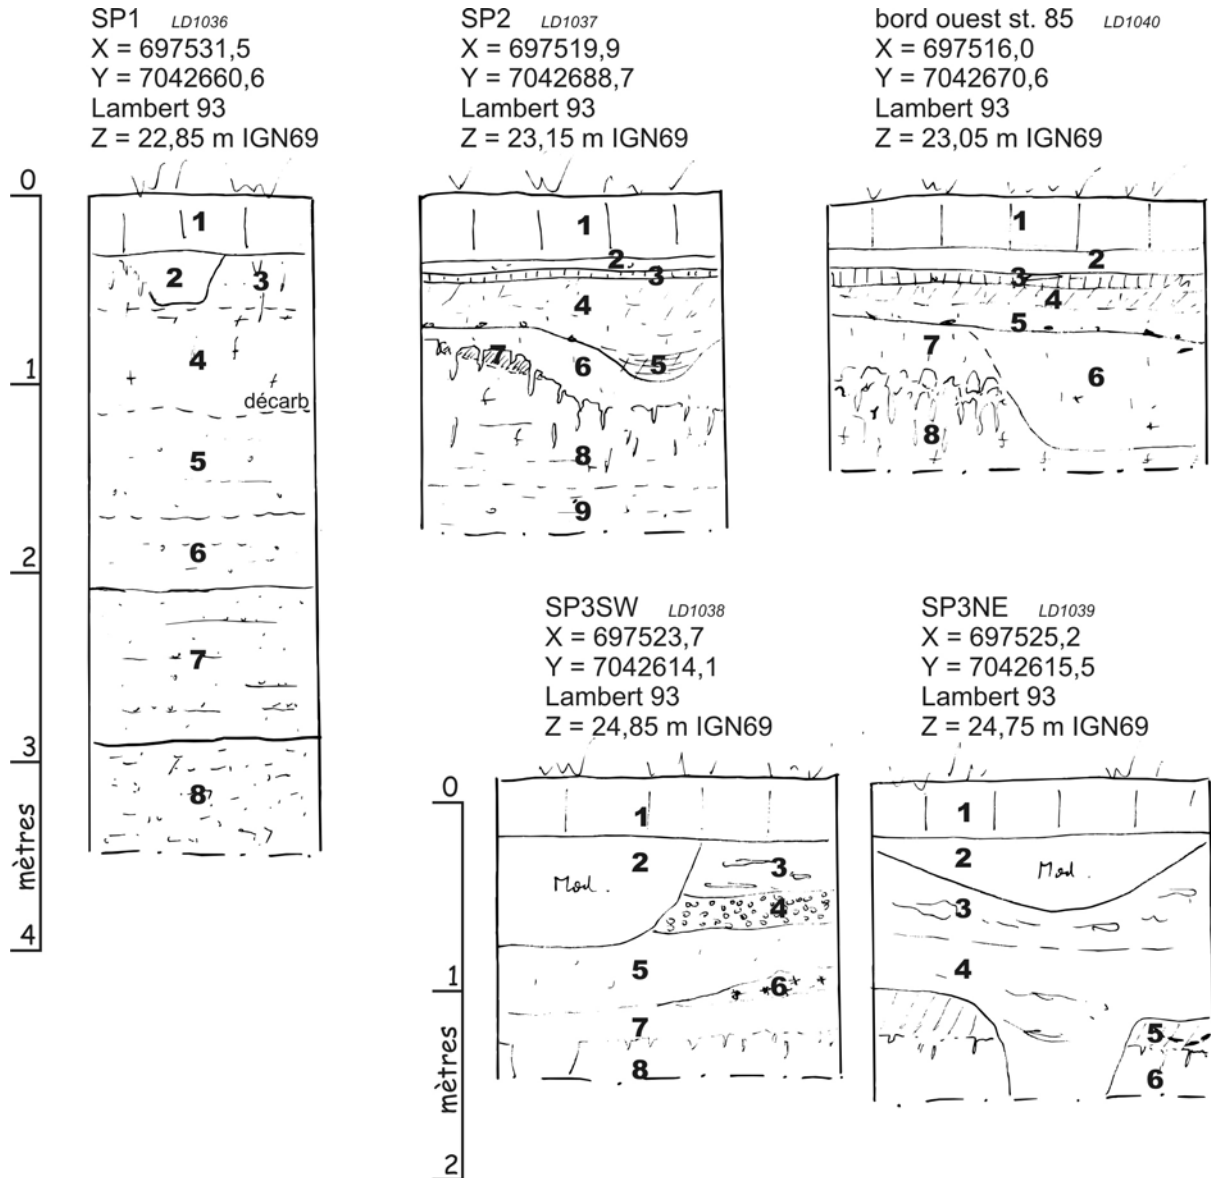 SP1 LD1036
X = 697531,5
Y = 7042660,6
Lambert 93
Z = 22,85 m IGN69
SP2 LD1037
X = 697519,9
Y = 7042688,7
Lambert 93
Z = 23,15 m IGN69
bord ouest st. 85 LD1040
X = 697516,0
Y = 7042670,6
Lambert 93
Z = 23,05 m IGN69
0
1
2
3
4
mètres
1
2
3
4
décarb
5
6
7
8
1
2
3
4
5
6
7
8
9
1
2
3
4
5
6
7
8
SP3SW LD1038
X = 697523,7
Y = 7042614,1
Lambert 93
Z = 24,85 m IGN69
SP3NE LD1039
X = 697525,2
Y = 7042615,5
Lambert 93
Z = 24,75 m IGN69
0
1
2
mètres
1
2
Mod.
3
4
5
6
7
8
1
2
Mod.
3
4
5
6